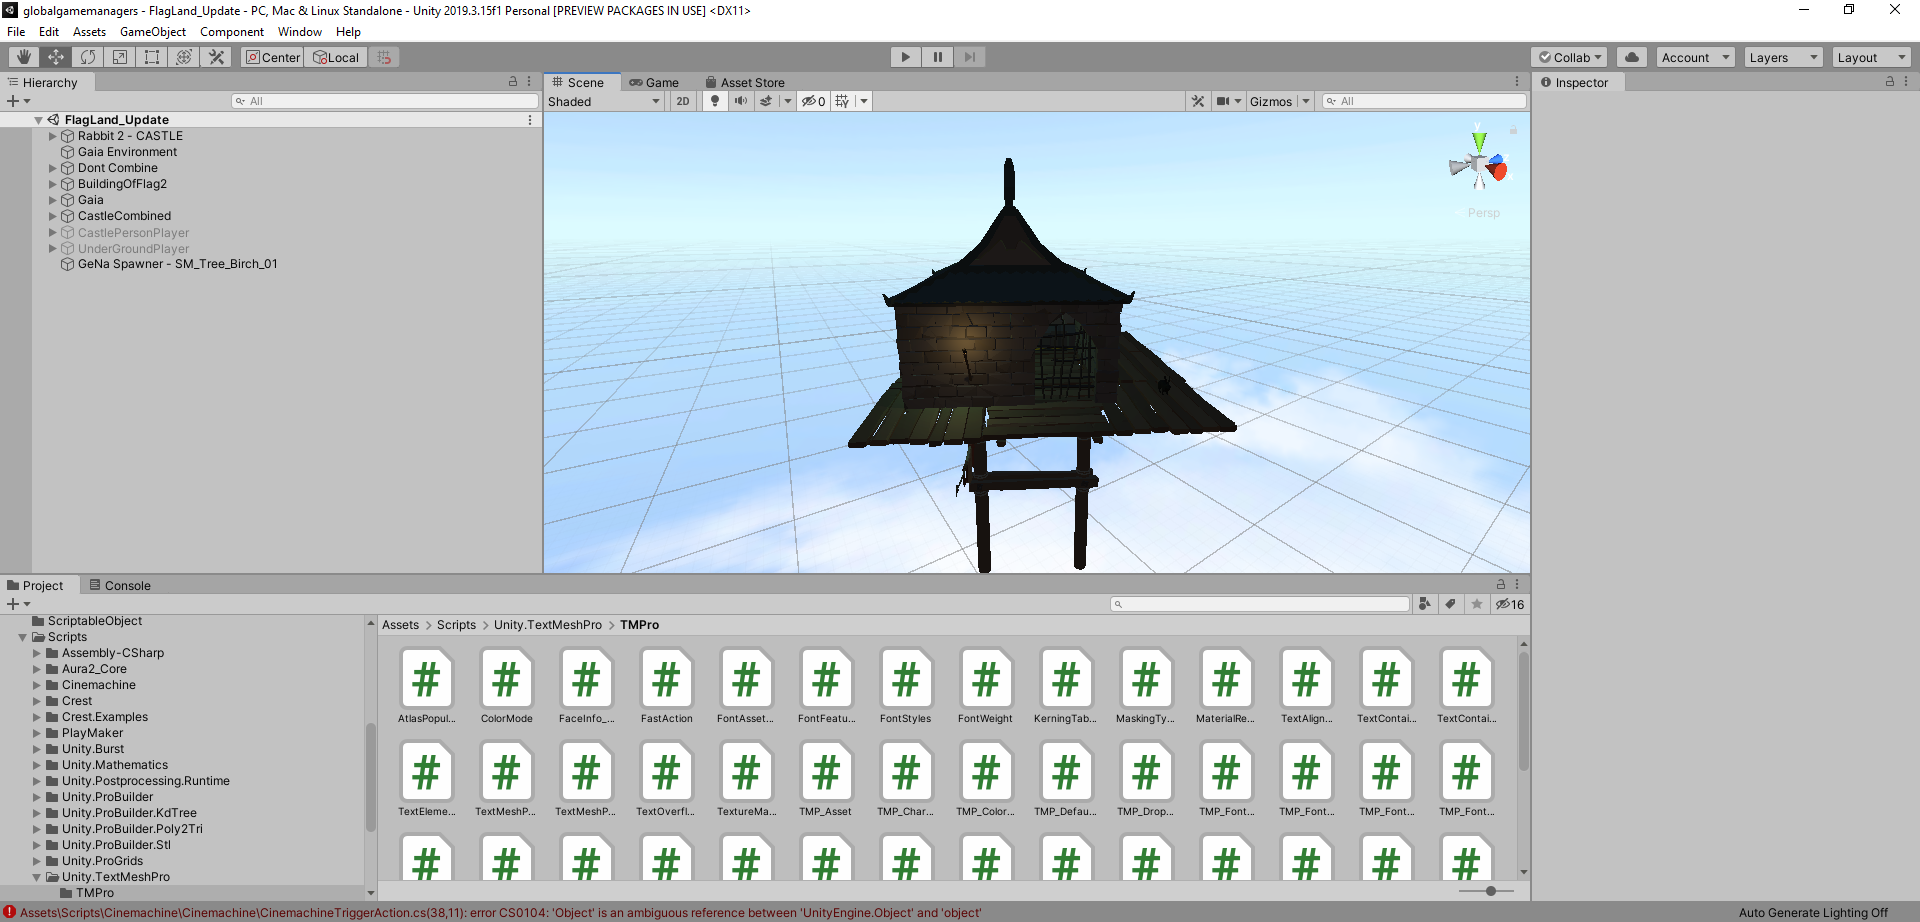 globalgamemanagers - FlagLand_Update - PC, Mac & Linux Standalone - Unity 2019.3.15f1 Personal [PREVIEW PACKAGES IN USE] <DX11>
File Edit Assets GameObject Component Window Help
Center Local Collab Account Layers Layout
Hierarchy
All
FlagLand_Update
Rabbit 2 - CASTLE
Gaia Environment
Dont Combine
BuildingOfFlag2
Gaia
CastleCombined
CastlePersonPlayer
UnderGroundPlayer
GeNa Spawner - SM_Tree_Birch_01
Scene Game Asset Store
Shaded 2D 0 Gizmos All
y
Persp
Inspector
Project Console
16
ScriptableObject
Scripts
Assembly-CSharp
Aura2_Core
Cinemachine
Crest
Crest.Examples
PlayMaker
Unity.Burst
Unity.Mathematics
Unity.Postprocessing.Runtime
Unity.ProBuilder
Unity.ProBuilder.KdTree
Unity.ProBuilder.Poly2Tri
Unity.ProBuilder.Stl
Unity.ProGrids
Unity.TextMeshPro
TMPro
Assets > Scripts > Unity.TextMeshPro > TMPro
AtlasPopul... ColorMode FaceInfo_... FastAction FontAsset... FontFeatu... FontStyles FontWeight KerningTab... MaskingTy... MaterialRe... TextAlign... TextContai... TextContai...
TextEleme... TextMeshP... TextMeshP... TextOverfl... TextureMa... TMP_Asset TMP_Char... TMP_Color... TMP_Defau... TMP_Drop... TMP_Font... TMP_Font... TMP_Font... TMP_Font...
Assets\Scripts\Cinemachine\Cinemachine\CinemachineTriggerAction.cs(38,11): error CS0104: 'Object' is an ambiguous reference between 'UnityEngine.Object' and 'object'
Auto Generate Lighting Off